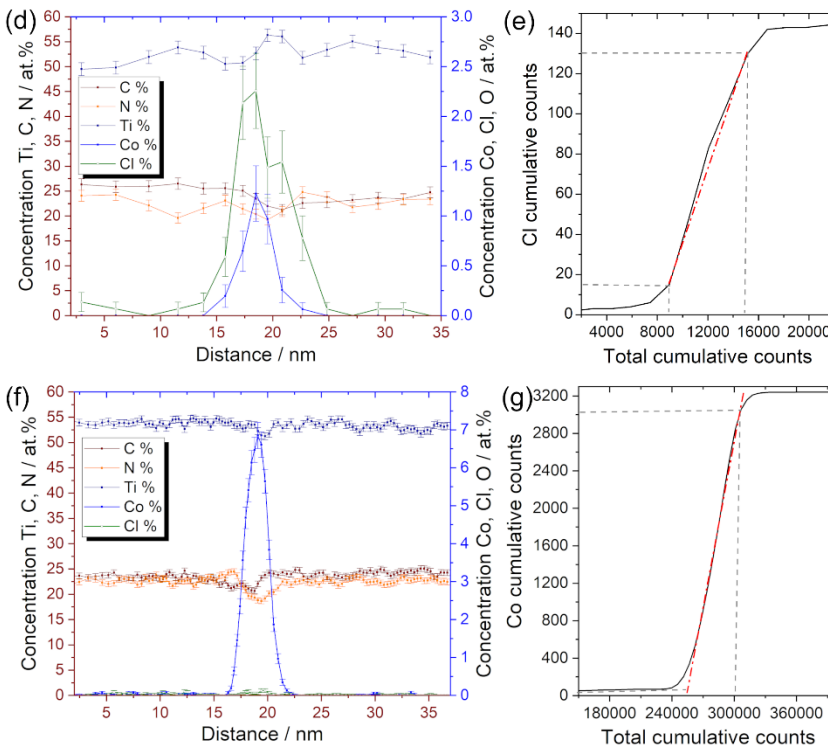 (d)
Concentration Ti, C, N / at.%
60
55
50
45
40
35
30
25
20
15
10
5
0
C %
N %
Ti %
Co %
Cl %
3.0
2.5
2.0
1.5
1.0
0.5
0.0
Concentration Co, Cl, O / at.%
5 10 15 20 25 30 35
Distance / nm
(e)
Cl cumulative counts
140
120
100
80
60
40
20
0
4000 8000 12000 16000 20000
Total cumulative counts
(f)
Concentration Ti, C, N / at.%
60
55
50
45
40
35
30
25
20
15
10
5
0
C %
N %
Ti %
Co %
Cl %
8
7
6
5
4
3
2
1
0
Concentration Co, Cl, O / at.%
5 10 15 20 25 30 35
Distance / nm
(g)
Co cumulative counts
3200
2800
2400
2000
1600
1200
800
400
0
180000 240000 300000 360000
Total cumulative counts